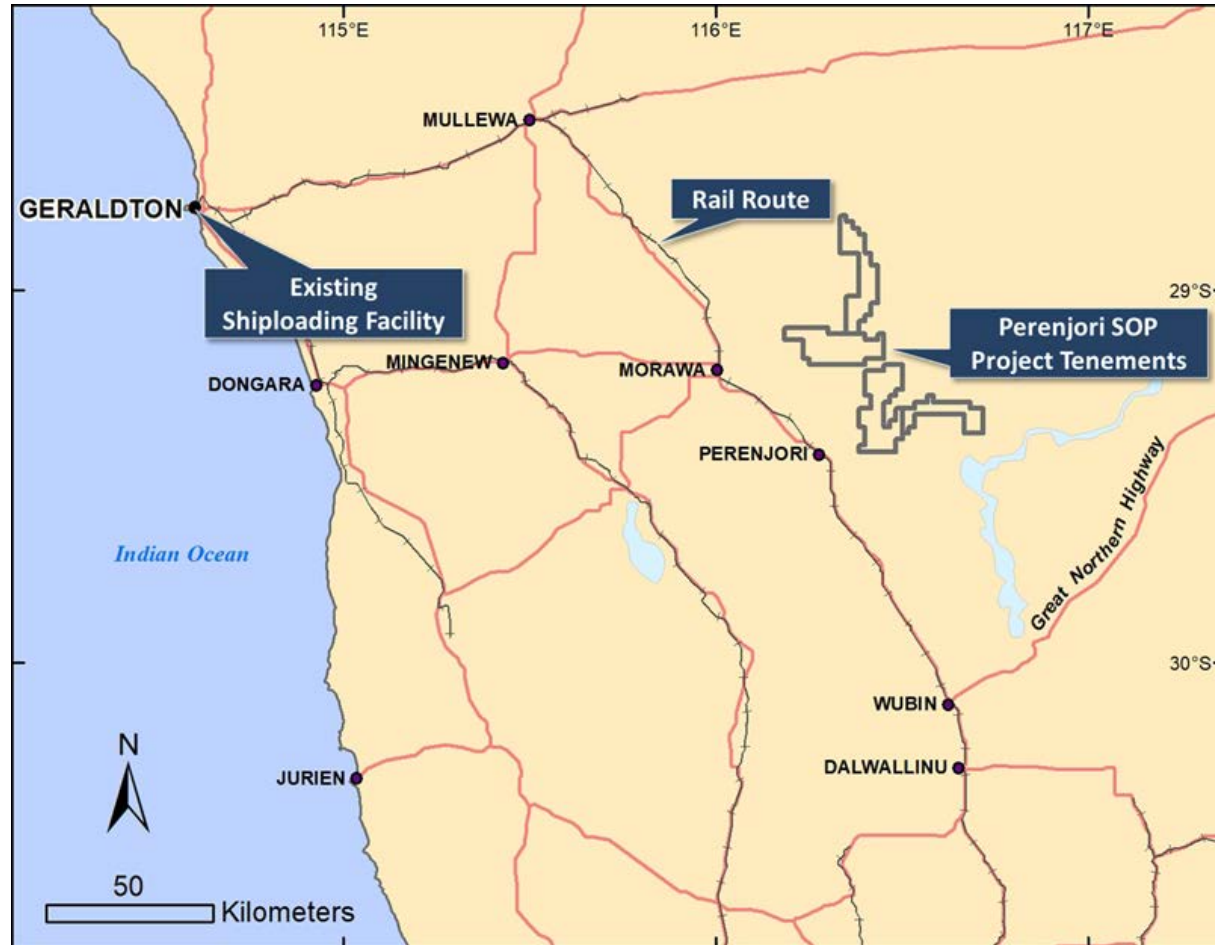 115°E
116°E
117°E
MULLEWA
Rail Route
GERALDTON
Existing
Shiploading Facility
29°S
Perenjori SOP
Project Tenements
MINGENEW
MORAWA
DONGARA
PERENJORI
Indian Ocean
Great Northern Highway
30°S
WUBIN
N
JURIEN
DALWALLINU
50
Kilometers